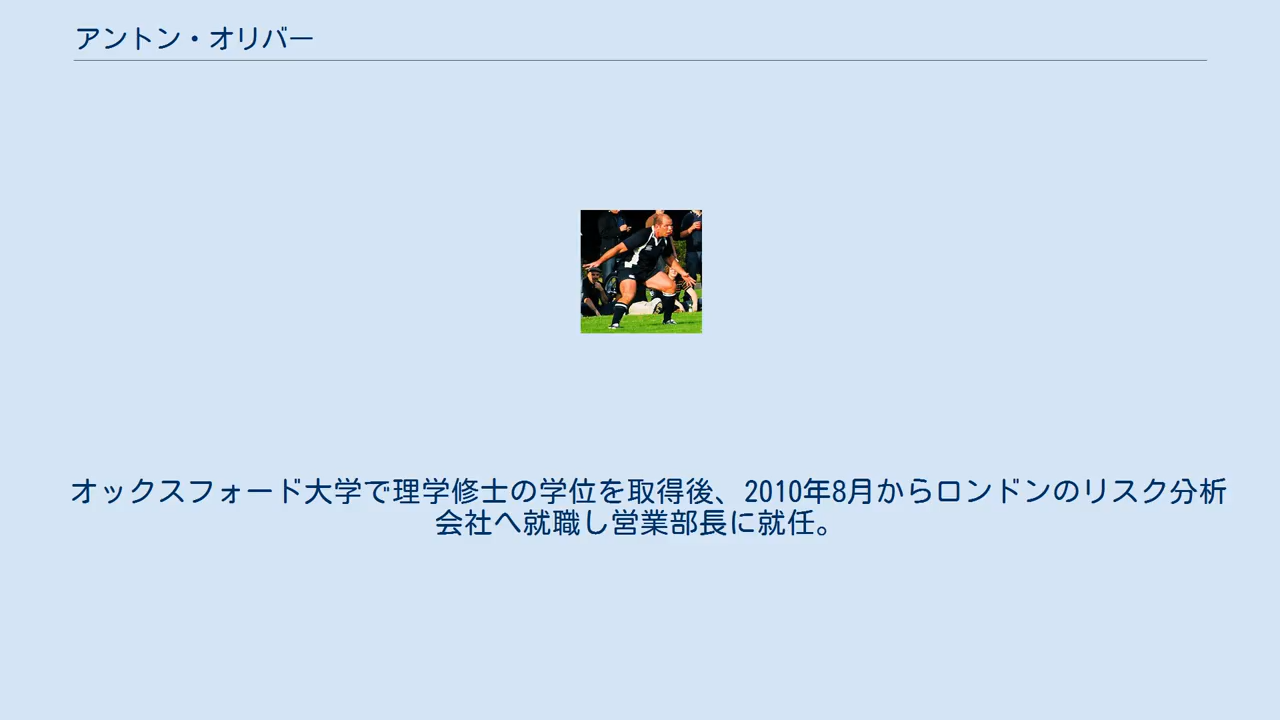 アントン・オリバー
オックスフォード大学で理学修士の学位を取得後、2010年8月からロンドンのリスク分析
会社へ就職し営業部長に就任。